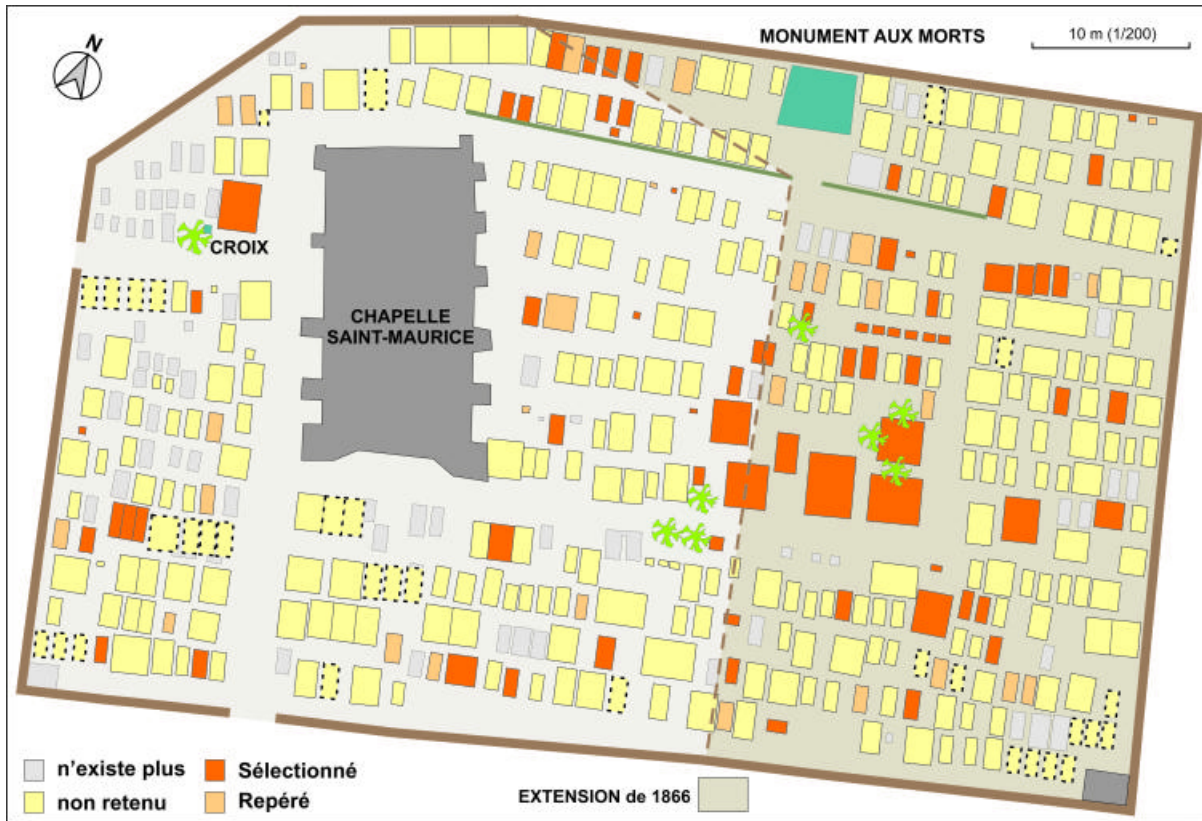 N
MONUMENT AUX MORTS
10 m (1/200)
CROIX
CHAPELLE
SAINT-MAURICE
n'existe plus
Sélectionné
non retenu
Repéré
EXTENSION de 1866